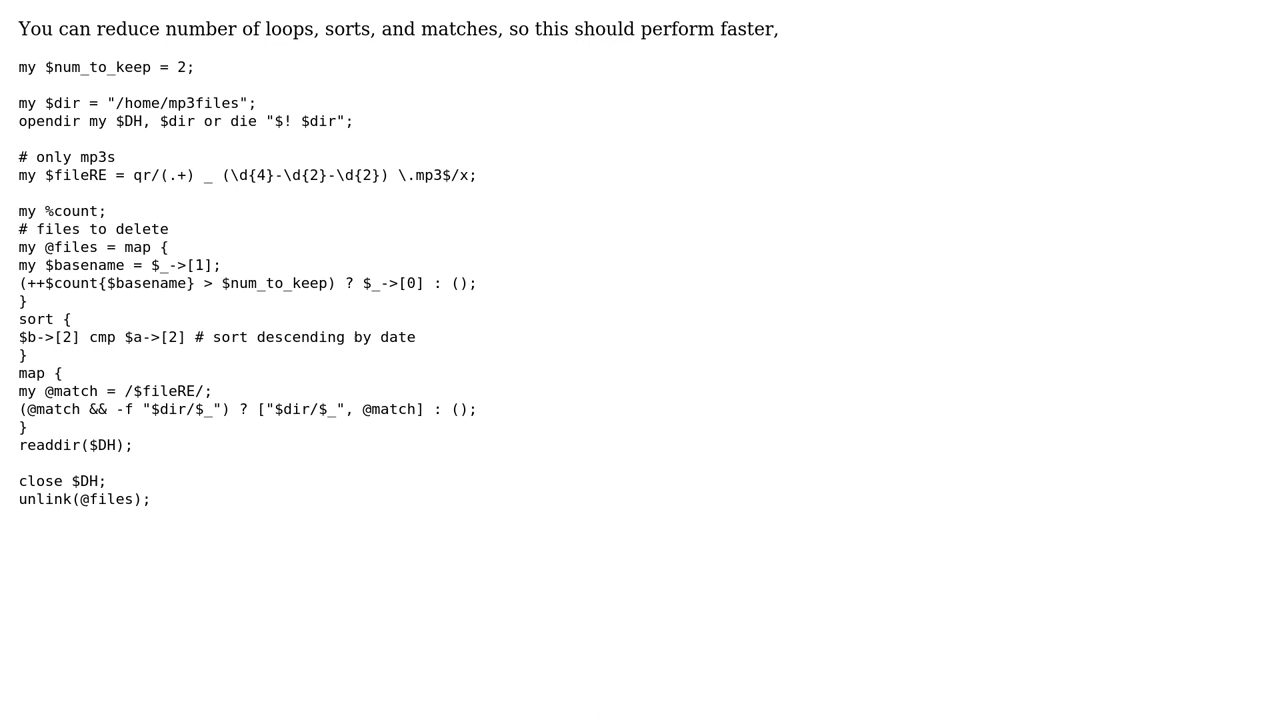 You can reduce number of loops, sorts, and matches, so this should perform faster,
my $num_to_keep = 2;
my $dir = "/home/mp3files";
opendir my $DH, $dir or die "$! $dir";
# only mp3s
my $fileRE = qr/(.+) _ (\d{4}-\d{2}-\d{2}) \.mp3$/x;
my %count;
# files to delete
my @files = map {
my $basename = $_->[1];
(++$count{$basename} > $num_to_keep) ? $_->[0] : ();
}
sort {
$b->[2] cmp $a->[2] # sort descending by date
}
map {
my @match = /$fileRE/;
(@match && -f "$dir/$_") ? ["$dir/$_", @match] : ();
}
readdir($DH);
close $DH;
unlink(@files);